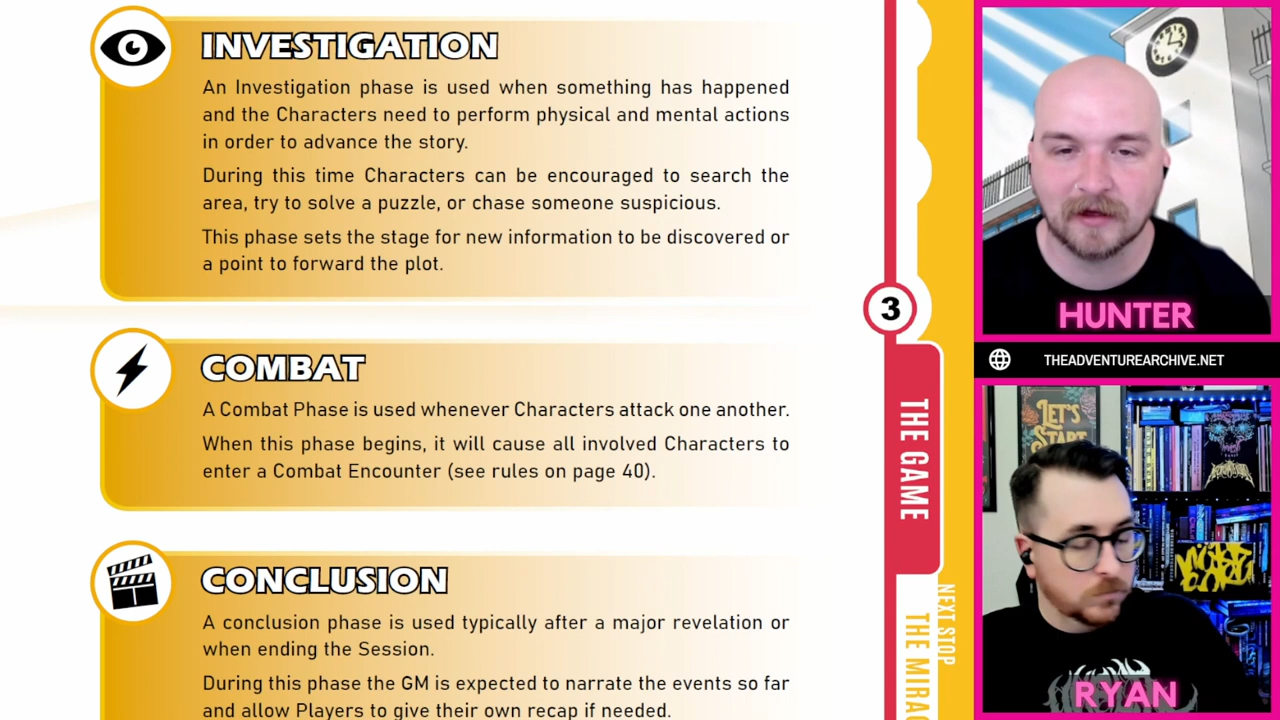 INVESTIGATION
An Investigation phase is used when something has happened
and the Characters need to perform physical and mental actions
in order to advance the story.
During this time Characters can be encouraged to search the
area, try to solve a puzzle, or chase someone suspicious.
This phase sets the stage for new information to be discovered or
a point to forward the plot.
COMBAT
A Combat Phase is used whenever Characters attack one another.
When this phase begins, it will cause all involved Characters to
enter a Combat Encounter (see rules on page 40).
CONCLUSION
A conclusion phase is used typically after a major revelation or
when ending the Session.
During this phase the GM is expected to narrate the events so far
and allow Players to give their own recap if needed.
3
THE GAME
NEXT STOP
THE MIRAC
HUNTER
THEADVENTUREARCHIVE.NET
LET'S
START
RYAN